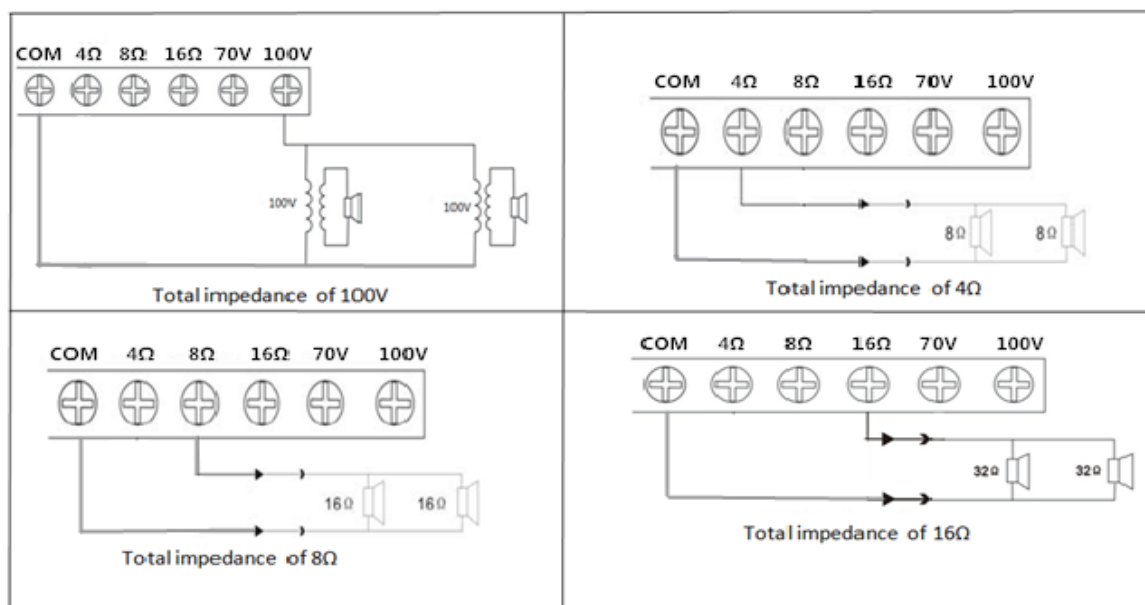 COM 4Ω 8Ω 16Ω 70V 100V
100V 100V
Total impedance of 100V
COM 4Ω 8Ω 16Ω 70V 100V
8Ω 8Ω
Total impedance of 4Ω
COM 4Ω 8Ω 16Ω 70V 100V
16Ω 16Ω
Total impedance of 8Ω
COM 4Ω 8Ω 16Ω 70V 100V
32Ω 32Ω
Total impedance of 16Ω